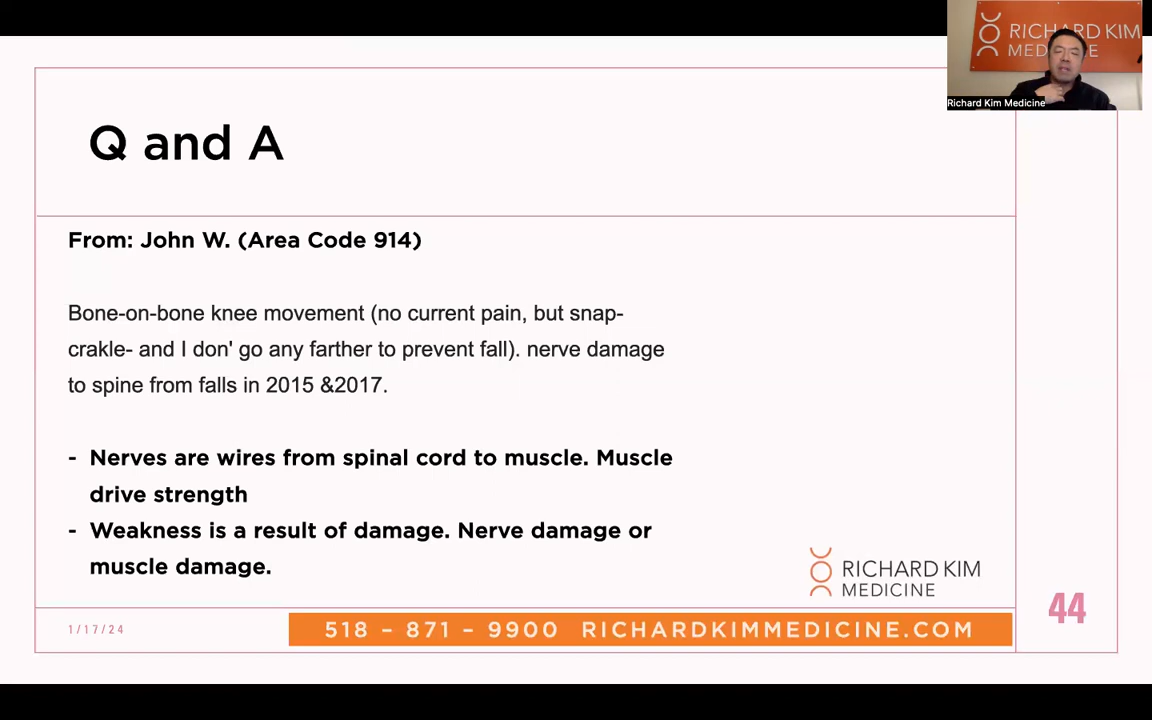 RICHARD KIM
MEDICINE
Richard Kim Medicine
Q and A
From: John W. (Area Code 914)
Bone-on-bone knee movement (no current pain, but snap-
crakle- and I don' go any farther to prevent fall). nerve damage
to spine from falls in 2015 &2017.
- Nerves are wires from spinal cord to muscle. Muscle
drive strength
- Weakness is a result of damage. Nerve damage or
muscle damage.
RICHARD KIM
MEDICINE
44
1/17/24
518 – 871 – 9900 RICHARDKIMMEDICINE.COM